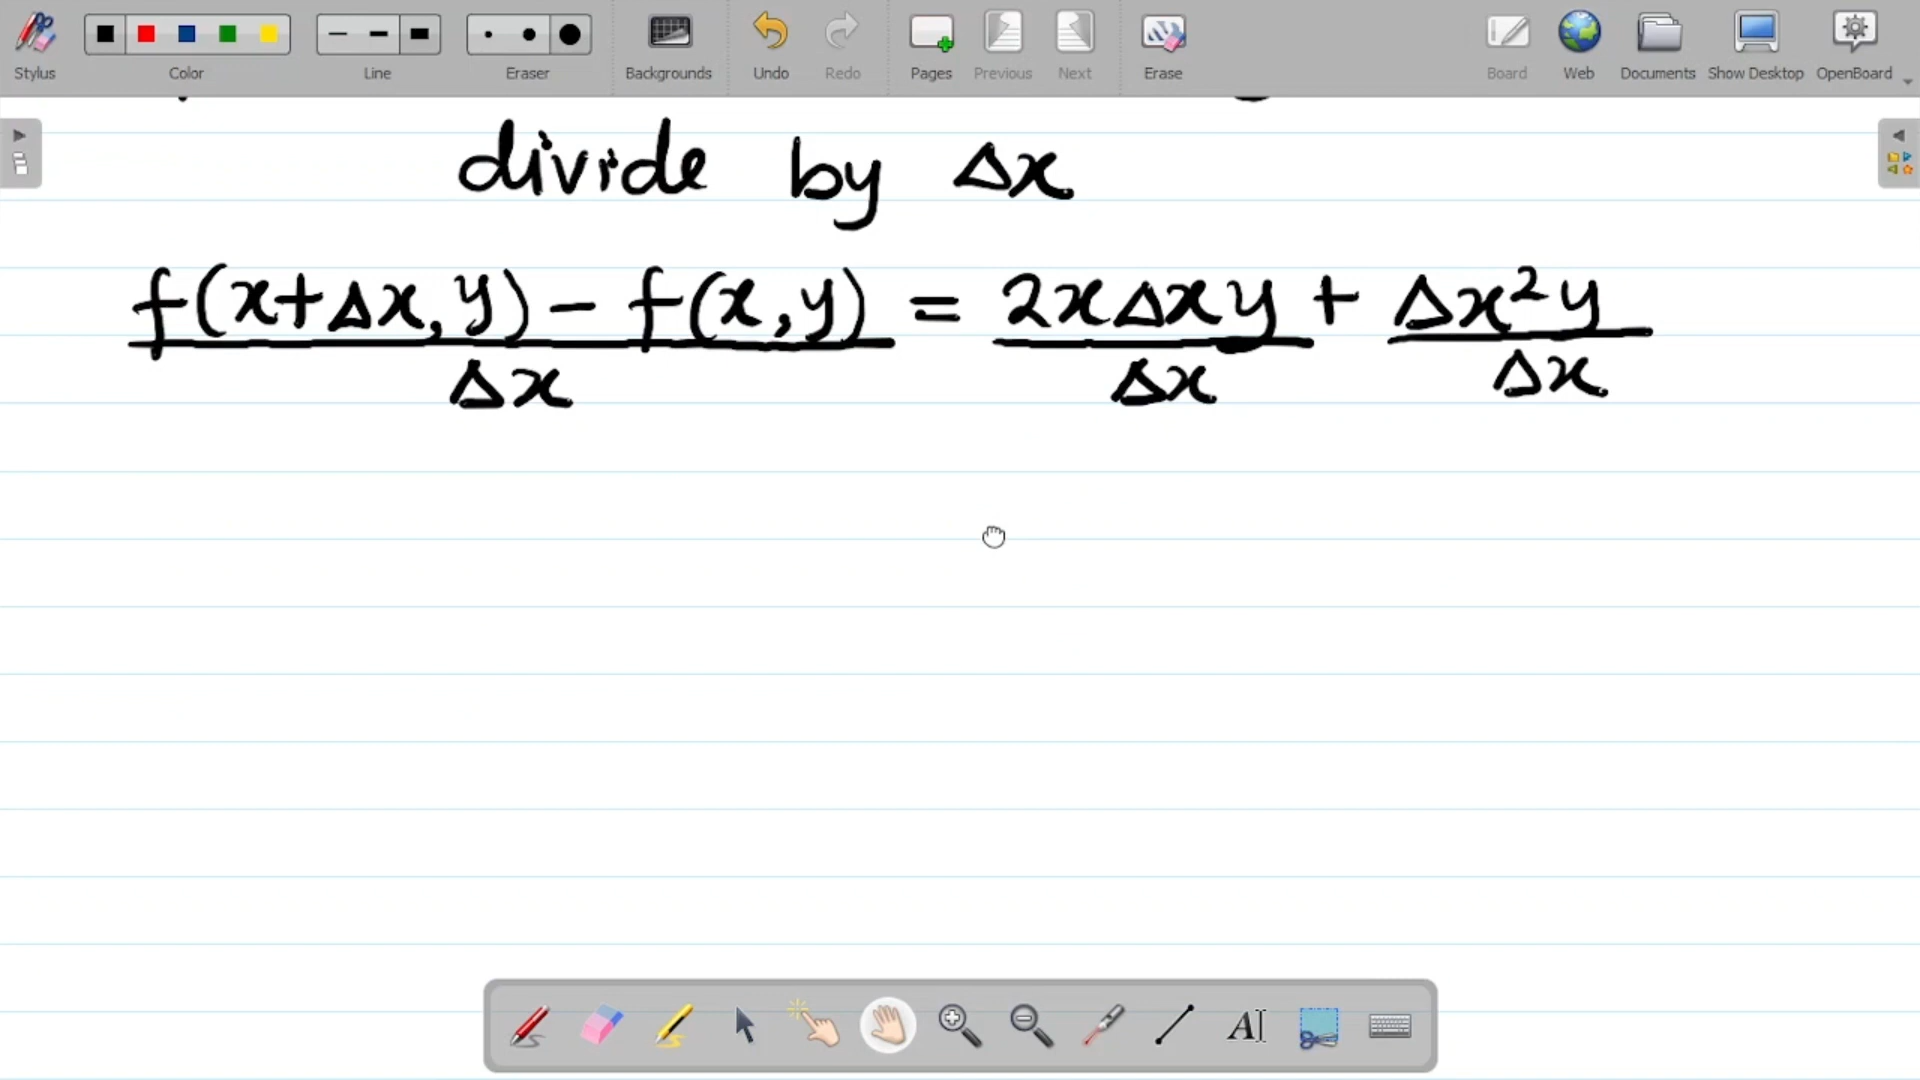 Stylus Color Line Eraser Backgrounds Undo Redo Pages Previous Next Erase Board Web Documents Show Desktop OpenBoard
divide by Δx
f(x+Δx,y) − f(x,y) = 2xΔxy + Δx²y
Δx Δx Δx
A